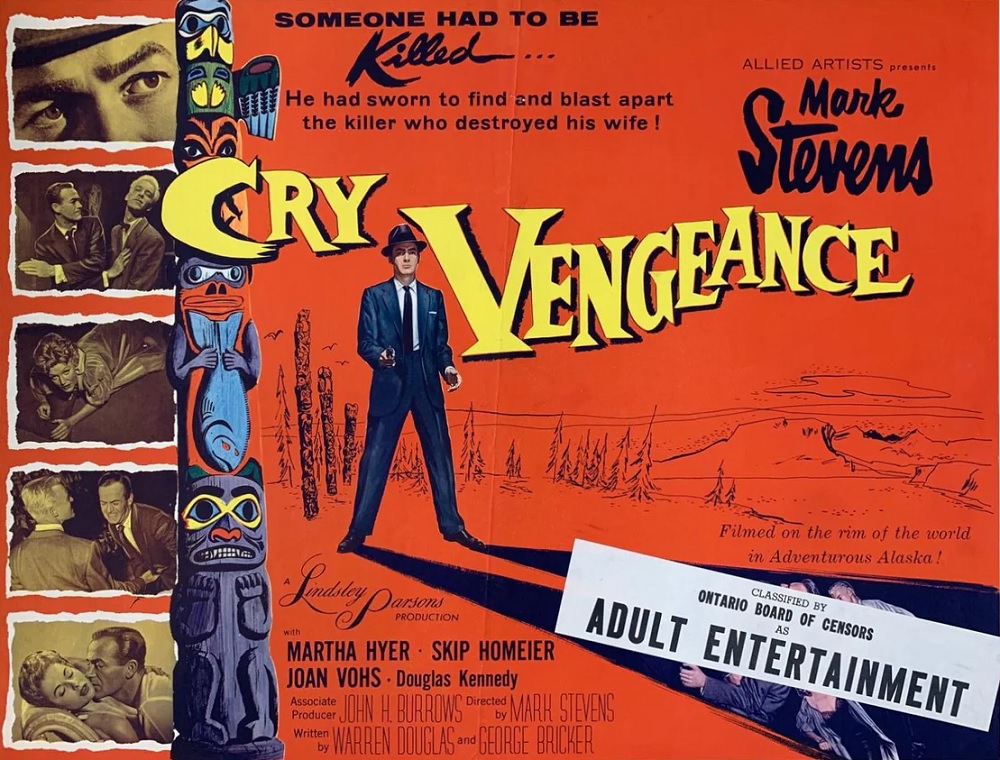 SOMEONE HAD TO BE
Killed...
He had sworn to find and blast apart
the killer who destroyed his wife!
ALLIED ARTISTS presents
Mark
Stevens
CRY
VENGEANCE
Filmed on the rim of the world
in Adventurous Alaska!
A
Lindsley
Parsons
PRODUCTION
with
MARTHA HYER · SKIP HOMEIER
JOAN VOHS · Douglas Kennedy
Associate
Producer JOHN H. BURROWS Directed by MARK STEVENS
Written by WARREN DOUGLAS and GEORGE BRICKER
CLASSIFIED BY
ONTARIO BOARD OF CENSORS
AS
ADULT ENTERTAINMENT